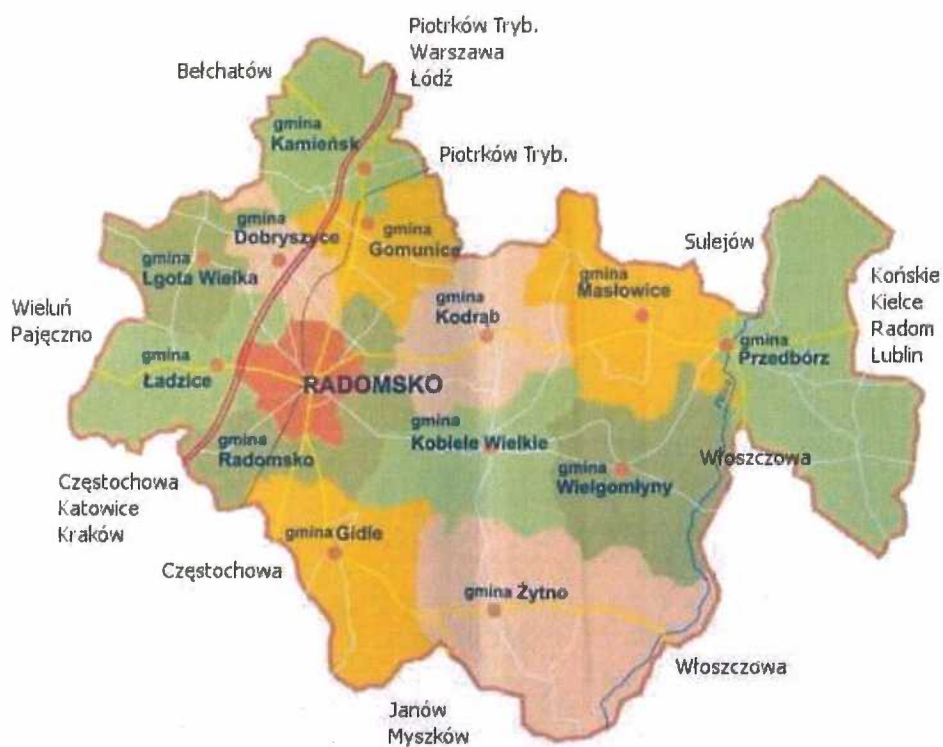 Piotrków Tryb.
Warszawa
Łódź
Bełchatów
gmina
Kamieńsk
Piotrków Tryb.
gmina
Dobryszyce
gmina
Gomunice
gmina
Lgota Wielka
Sulejów
gmina
Masłowice
gmina
Kodrąb
Końskie
Kielce
Radom
Lublin
Wieluń
Pajęczno
gmina
Przedbórz
gmina
Ładzice
RADOMSKO
gmina
Radomsko
gmina
Kobiele Wielkie
gmina
Wielgomłyny
Włoszczowa
Częstochowa
Katowice
Kraków
gmina Gidle
Częstochowa
gmina Żytno
Włoszczowa
Janów
Myszków